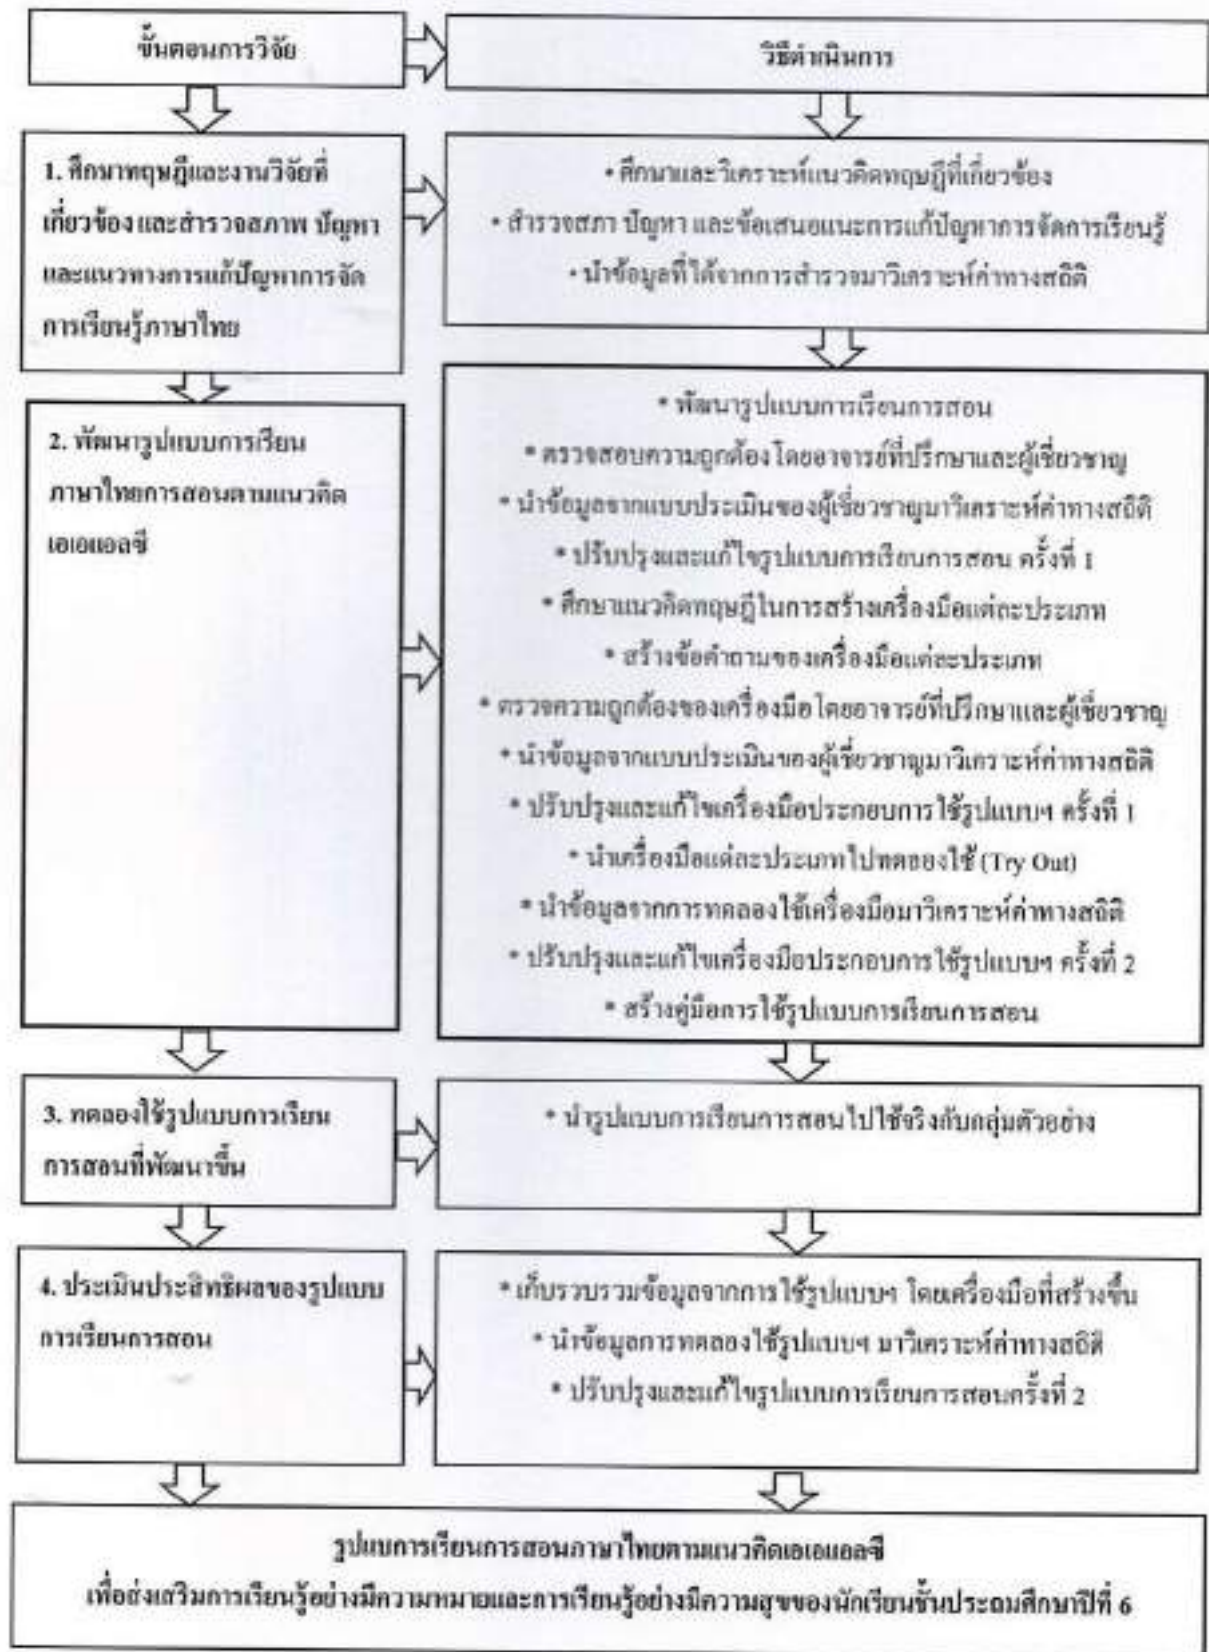 ขั้นตอนการวิจัย
วิธีดำเนินการ
1. ศึกษาทฤษฎีและงานวิจัยที่
เกี่ยวข้อง และสำรวจสภาพ ปัญหา
และแนวทางการแก้ปัญหาการจัด
การเรียนรู้ภาษาไทย
* ศึกษาและวิเคราะห์แนวคิดทฤษฎีที่เกี่ยวข้อง
* สำรวจสภา ปัญหา และข้อเสนอแนะการแก้ปัญหาการจัดการเรียนรู้
* นำข้อมูลที่ได้จากการสำรวจมาวิเคราะห์ค่าทางสถิติ
2. พัฒนารูปแบบการเรียน
ภาษาไทยการสอนตามแนวคิด
เอเอแอลซี
* พัฒนารูปแบบการเรียนการสอน
* ตรวจสอบความถูกต้องโดยอาจารย์ที่ปรึกษาและผู้เชี่ยวชาญ
* นำข้อมูลจากแบบประเมินของผู้เชี่ยวชาญมาวิเคราะห์ค่าทางสถิติ
* ปรับปรุงและแก้ไขรูปแบบการเรียนการสอน ครั้งที่ 1
* ศึกษาแนวคิดทฤษฎีในการสร้างเครื่องมือแต่ละประเภท
* สร้างข้อคำถามของเครื่องมือแต่ละประเภท
* ตรวจความถูกต้องของเครื่องมือโดยอาจารย์ที่ปรึกษาและผู้เชี่ยวชาญ
* นำข้อมูลจากแบบประเมินของผู้เชี่ยวชาญมาวิเคราะห์ค่าทางสถิติ
* ปรับปรุงและแก้ไขเครื่องมือประกอบการใช้รูปแบบฯ ครั้งที่ 1
* นำเครื่องมือแต่ละประเภทไปทดลองใช้ (Try Out)
* นำข้อมูลจากการทดลองใช้เครื่องมือมาวิเคราะห์ค่าทางสถิติ
* ปรับปรุงและแก้ไขเครื่องมือประกอบการใช้รูปแบบฯ ครั้งที่ 2
* สร้างคู่มือการใช้รูปแบบการเรียนการสอน
3. ทดลองใช้รูปแบบการเรียน
การสอนที่พัฒนาขึ้น
* นำรูปแบบการเรียนการสอนไปใช้จริงกับกลุ่มตัวอย่าง
4. ประเมินประสิทธิผลของรูปแบบ
การเรียนการสอน
* เก็บรวบรวมข้อมูลจากการใช้รูปแบบฯ โดยเครื่องมือที่สร้างขึ้น
* นำข้อมูลการทดลองใช้รูปแบบฯ มาวิเคราะห์ค่าทางสถิติ
* ปรับปรุงและแก้ไขรูปแบบการเรียนการสอนครั้งที่ 2
รูปแบการเรียนการสอนภาษาไทยตามแนวคิดเอเอแอลซี
เพื่อส่งเสริมการเรียนรู้อย่างมีความหมายและการเรียนรู้อย่างมีความสุขของนักเรียนชั้นประถมศึกษาปีที่ 6